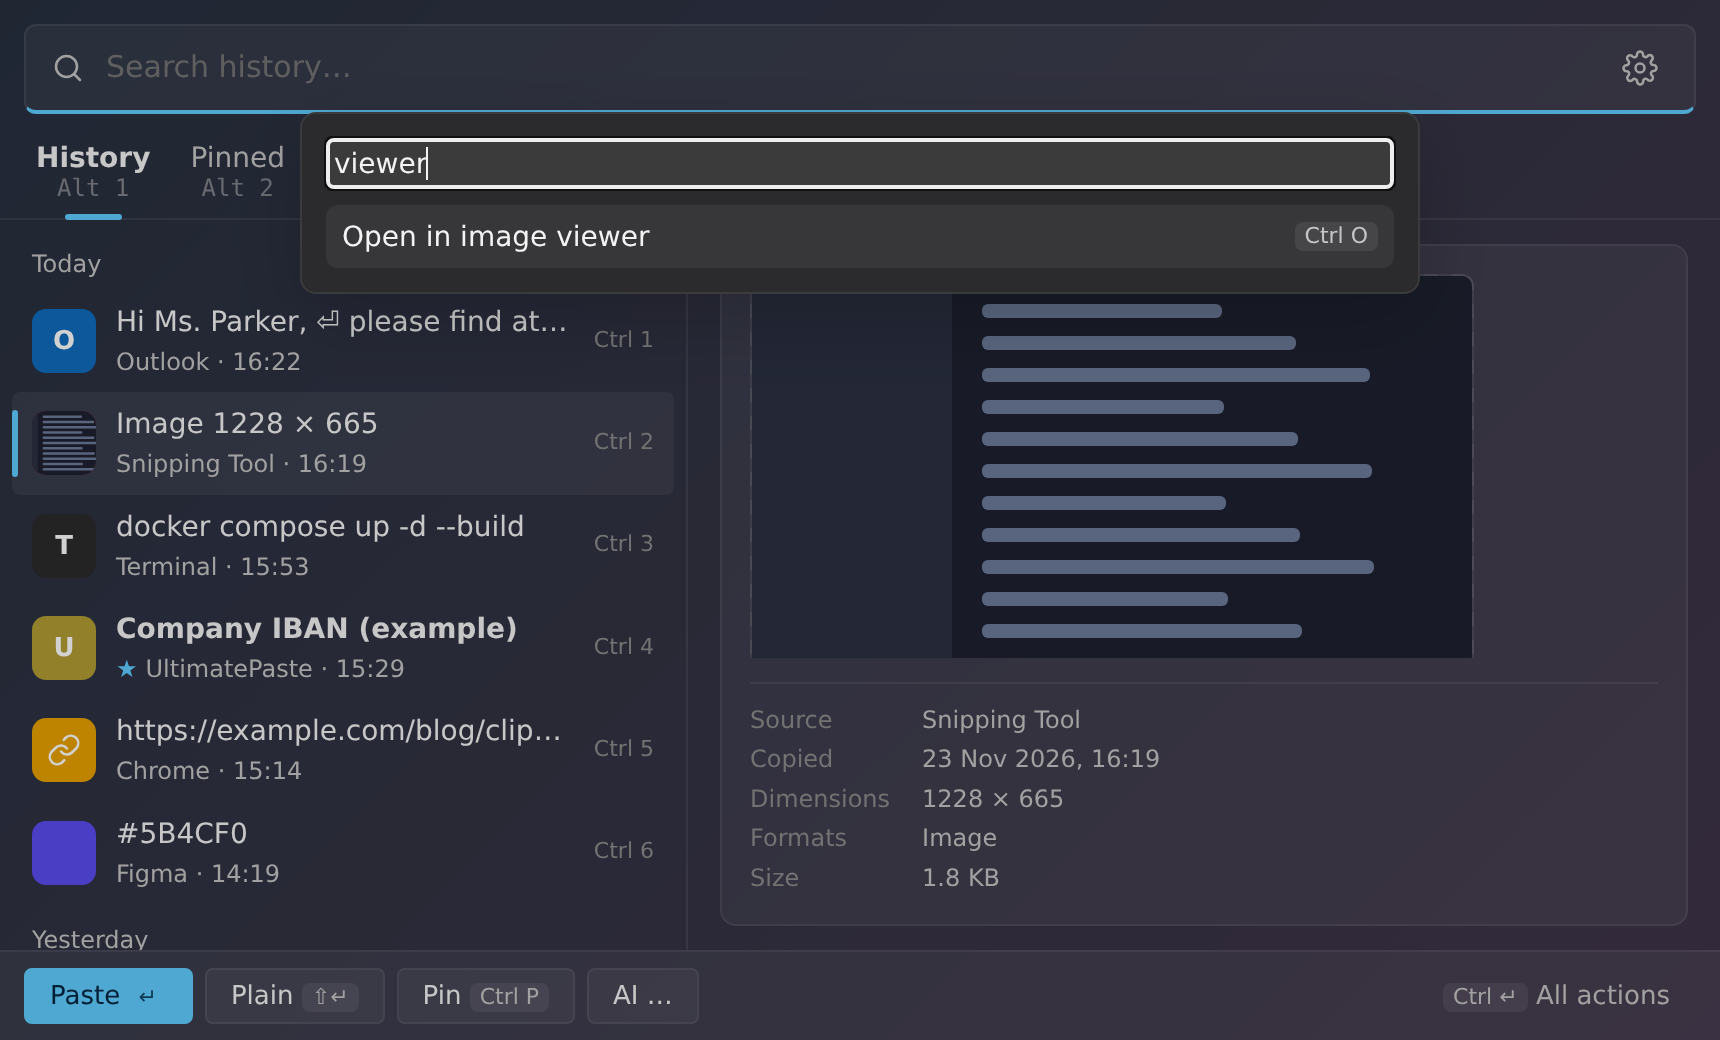 Search history…
History
Alt 1
Pinned
Alt 2
viewer
Open in image viewer
Ctrl O
Today
O
Hi Ms. Parker, ⏎ please find at…
Outlook · 16:22
Ctrl 1
Image 1228 × 665
Snipping Tool · 16:19
Ctrl 2
T
docker compose up -d --build
Terminal · 15:53
Ctrl 3
U
Company IBAN (example)
★ UltimatePaste · 15:29
Ctrl 4
https://example.com/blog/clip…
Chrome · 15:14
Ctrl 5
#5B4CF0
Figma · 14:19
Ctrl 6
Yesterday
Source Snipping Tool
Copied 23 Nov 2026, 16:19
Dimensions 1228 × 665
Formats Image
Size 1.8 KB
Paste ↵
Plain ⇧↵
Pin Ctrl P
AI …
Ctrl ↵ All actions